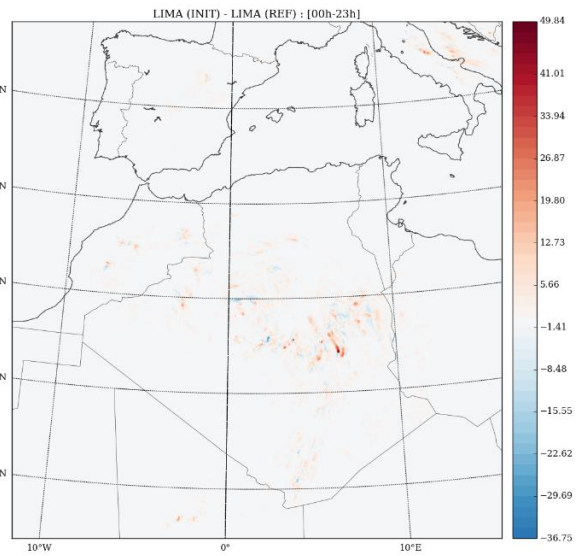 LIMA (INIT) - LIMA (REF) : [00h-23h]
49.84
41.01
33.94
26.87
19.80
12.73
5.66
−1.41
−8.48
−15.55
−22.62
−29.69
−36.75
N
N
N
N
N
10°W
0°
10°E